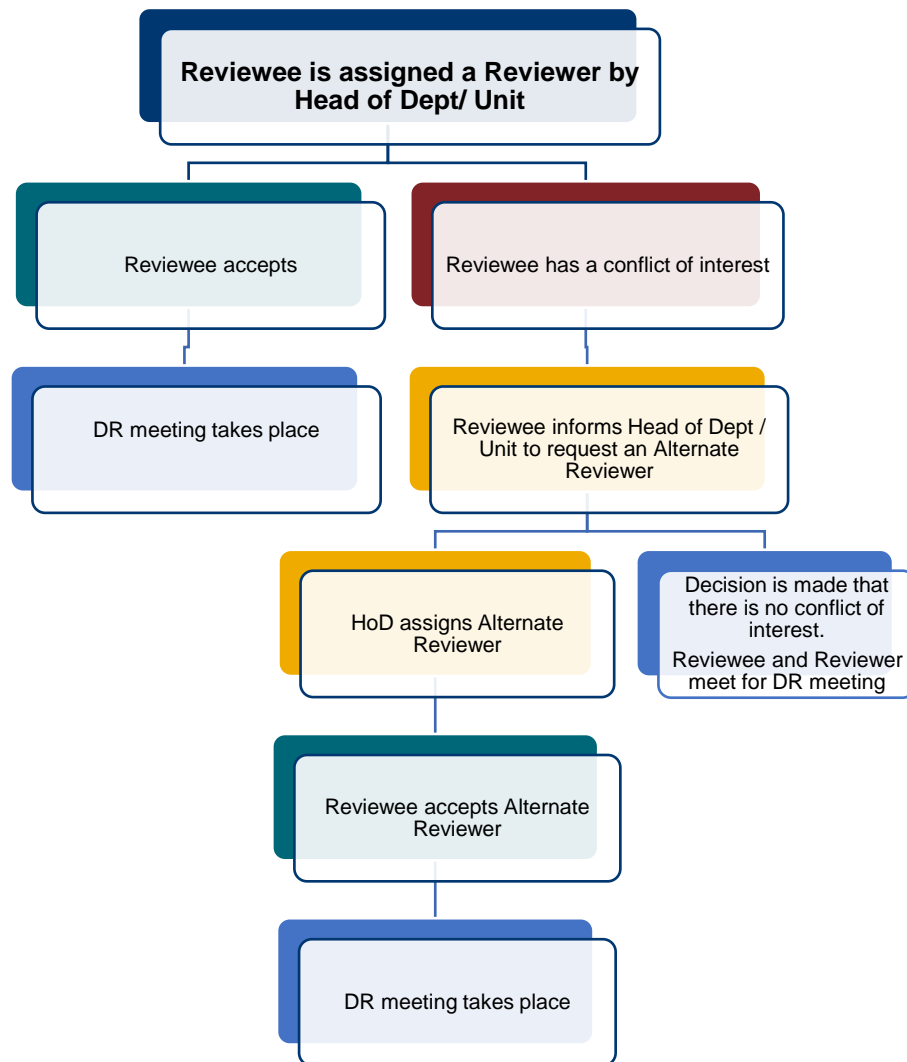 Reviewee is assigned a Reviewer by
Head of Dept/ Unit
Reviewee accepts
Reviewee has a conflict of interest
DR meeting takes place
Reviewee informs Head of Dept /
Unit to request an Alternate
Reviewer
HoD assigns Alternate
Reviewer
Decision is made that
there is no conflict of
interest.
Reviewee and Reviewer
meet for DR meeting
Reviewee accepts Alternate
Reviewer
DR meeting takes place